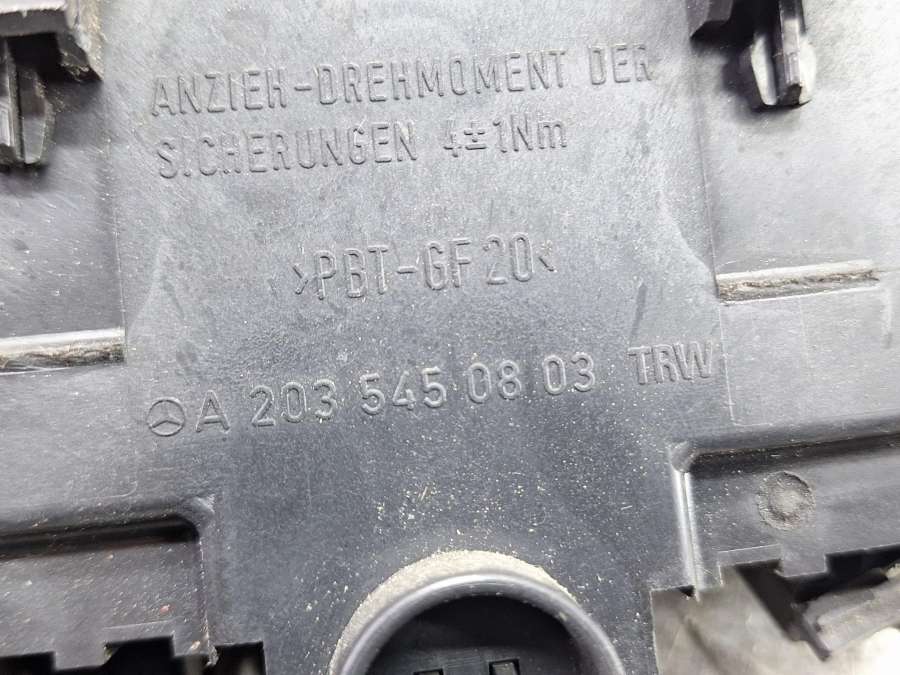 ANZIEH-DREHMOMENT DER
SICHERUNGEN 4±1Nm
>PBT-GF20<
A 203 545 08 03 TRW